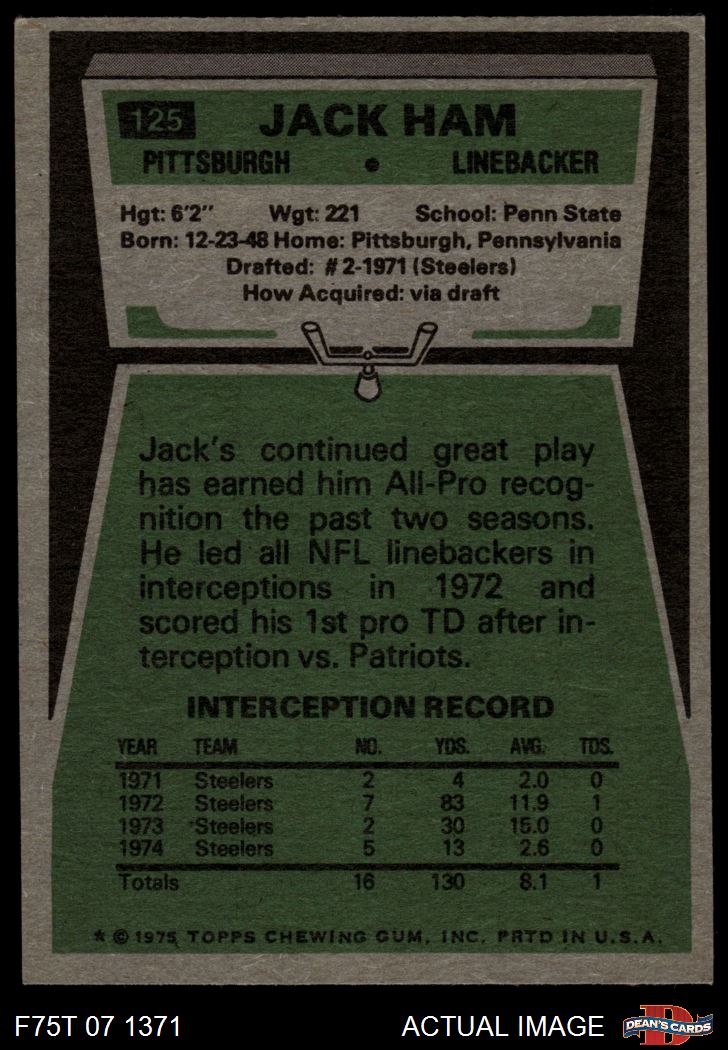 125 JACK HAM
PITTSBURGH • LINEBACKER
Hgt: 6'2" Wgt: 221 School: Penn State
Born: 12-23-48 Home: Pittsburgh, Pennsylvania
Drafted: #2-1971 (Steelers)
How Acquired: via draft
Jack's continued great play
has earned him All-Pro recog-
nition the past two seasons.
He led all NFL linebackers in
interceptions in 1972 and
scored his 1st pro TD after in-
terception vs. Patriots.
INTERCEPTION RECORD
YEAR TEAM NO. YDS. AVG. TDS.
1971 Steelers 2 4 2.0 0
1972 Steelers 7 83 11.9 1
1973 Steelers 2 30 15.0 0
1974 Steelers 5 13 2.6 0
Totals 16 130 8.1 1
* © 1975 TOPPS CHEWING GUM, INC. PRTD IN U.S.A.
F75T 07 1371 ACTUAL IMAGE D DEAN'S CARDS